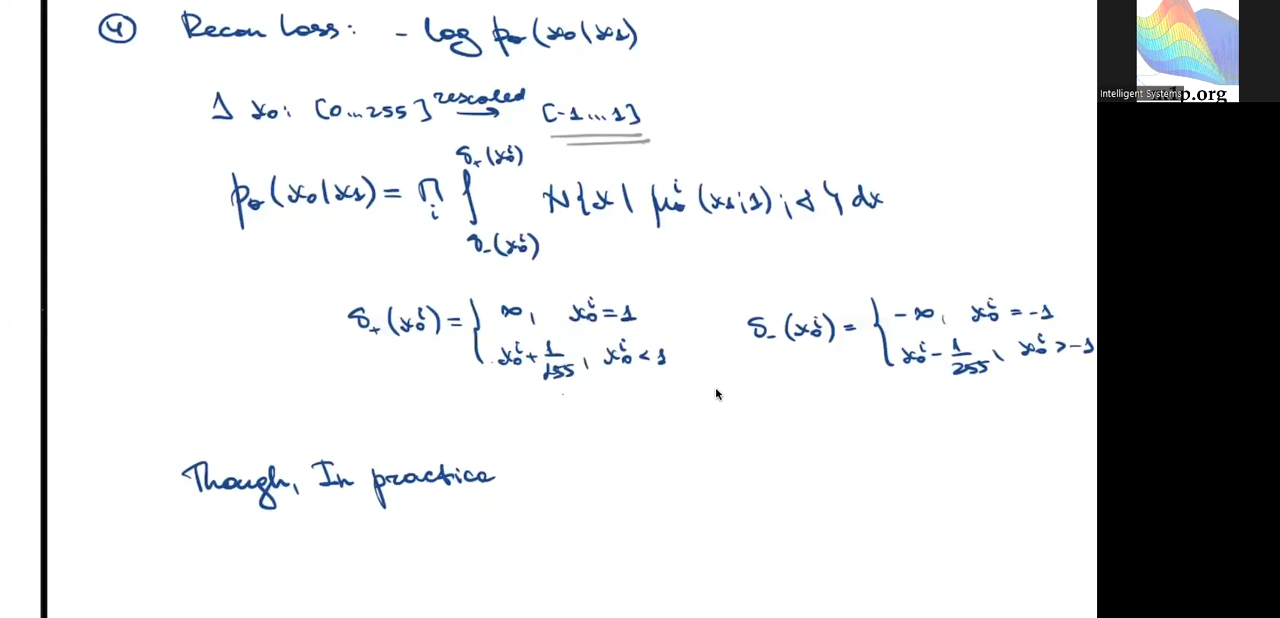 ④ Recon Loss: - log pθ(x₀|x₁)
Intelligent Systems
dp.org
Δ x₀: [0...255] rescaled → [-1...1]
pθ(x₀|x₁) = Π_i ∫_{δ₋(x₀ⁱ)}^{δ₊(x₀ⁱ)} N{x | μθⁱ(x₁; 1); σ} dx
δ₊(x₀ⁱ) = { ∞, x₀ⁱ = 1
x₀ⁱ + 1/255, x₀ⁱ < 1
δ₋(x₀ⁱ) = { -∞, x₀ⁱ = -1
x₀ⁱ - 1/255, x₀ⁱ > -1
Though, In practice